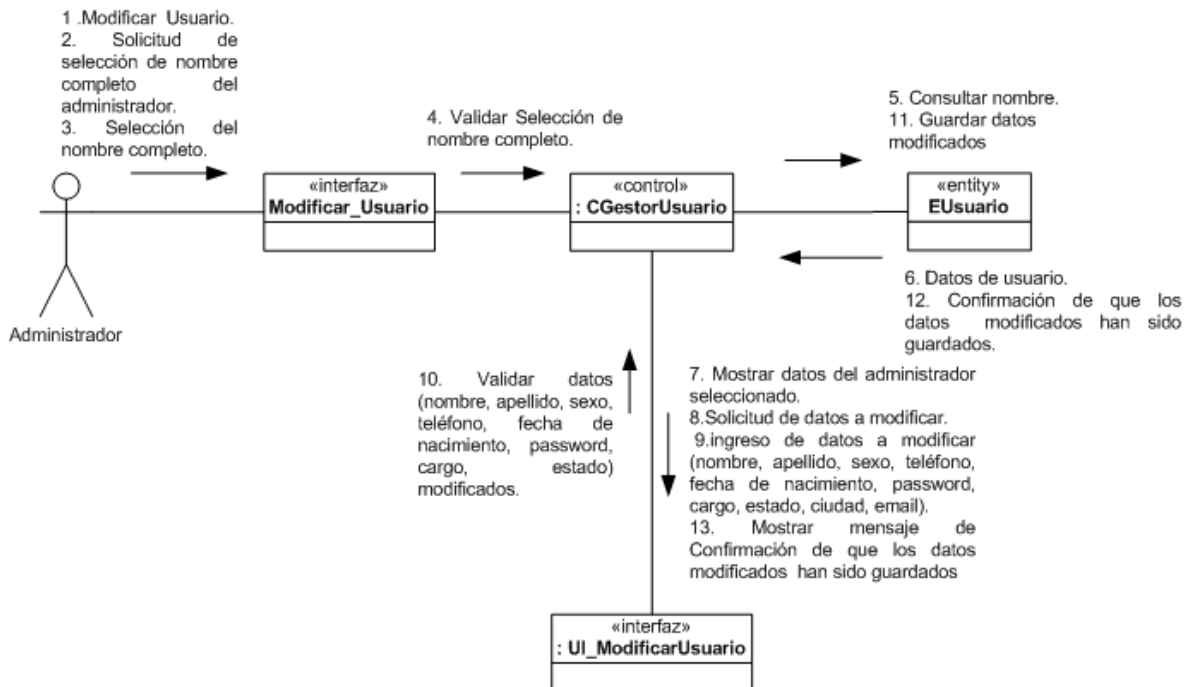 1 .Modificar Usuario.
2. Solicitud de
selección de nombre
completo del
administrador.
3. Selección del
nombre completo.
4. Validar Selección de
nombre completo.
5. Consultar nombre.
11. Guardar datos
modificados
«interfaz»
Modificar_Usuario
«control»
: CGestorUsuario
«entity»
EUsuario
Administrador
6. Datos de usuario.
12. Confirmación de que los
datos modificados han sido
guardados.
10. Validar datos
(nombre, apellido, sexo,
teléfono, fecha de
nacimiento, password,
cargo, estado)
modificados.
7. Mostrar datos del administrador
seleccionado.
8.Solicitud de datos a modificar.
9.ingreso de datos a modificar
(nombre, apellido, sexo, teléfono,
fecha de nacimiento, password,
cargo, estado, ciudad, email).
13. Mostrar mensaje de
Confirmación de que los datos
modificados han sido guardados
«interfaz»
: UI_ModificarUsuario